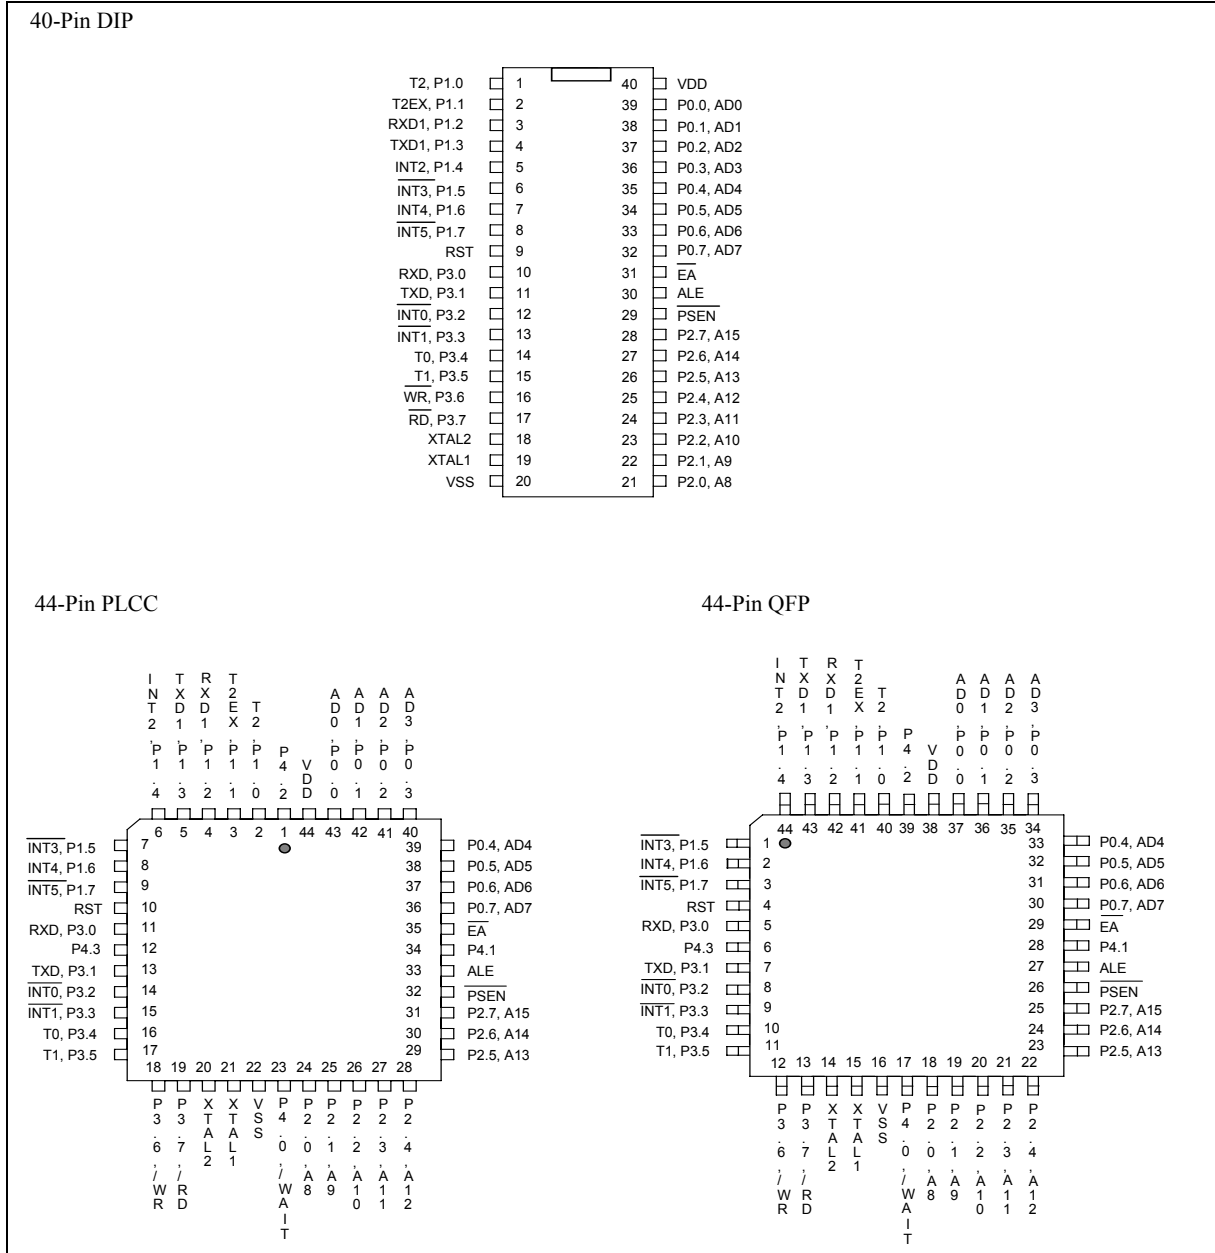 40-Pin DIP
T2, P1.0 1 40 VDD
T2EX, P1.1 2 39 P0.0, AD0
RXD1, P1.2 3 38 P0.1, AD1
TXD1, P1.3 4 37 P0.2, AD2
INT2, P1.4 5 36 P0.3, AD3
INT3, P1.5 6 35 P0.4, AD4
INT4, P1.6 7 34 P0.5, AD5
INT5, P1.7 8 33 P0.6, AD6
RST 9 32 P0.7, AD7
RXD, P3.0 10 31 EA
TXD, P3.1 11 30 ALE
INT0, P3.2 12 29 PSEN
INT1, P3.3 13 28 P2.7, A15
T0, P3.4 14 27 P2.6, A14
T1, P3.5 15 26 P2.5, A13
WR, P3.6 16 25 P2.4, A12
RD, P3.7 17 24 P2.3, A11
XTAL2 18 23 P2.2, A10
XTAL1 19 22 P2.1, A9
VSS 20 21 P2.0, A8
44-Pin PLCC
INT2,P1.4
TXD1,P1.3
RXD1,P1.2
T2EX,P1.1
T2,P1.0
P4.2
VDD
AD0,P0.0
AD1,P0.1
AD2,P0.2
AD3,P0.3
6 5 4 3 2 1 44 43 42 41 40
INT3, P1.5 7 39 P0.4, AD4
INT4, P1.6 8 38 P0.5, AD5
INT5, P1.7 9 37 P0.6, AD6
RST 10 36 P0.7, AD7
RXD, P3.0 11 35 EA
P4.3 12 34 P4.1
TXD, P3.1 13 33 ALE
INT0, P3.2 14 32 PSEN
INT1, P3.3 15 31 P2.7, A15
T0, P3.4 16 30 P2.6, A14
T1, P3.5 17 29 P2.5, A13
18 19 20 21 22 23 24 25 26 27 28
P3.6,/WR
P3.7,/RD
XTAL2
XTAL1
VSS
P4.0,/WAIT
P2.0,A8
P2.1,A9
P2.2,A10
P2.3,A11
P2.4,A12
44-Pin QFP
INT2,P1.4
TXD1,P1.3
RXD1,P1.2
T2EX,P1.1
T2,P1.0
P4.2
VDD
AD0,P0.0
AD1,P0.1
AD2,P0.2
AD3,P0.3
44 43 42 41 40 39 38 37 36 35 34
INT3, P1.5 1 33 P0.4, AD4
INT4, P1.6 2 32 P0.5, AD5
INT5, P1.7 3 31 P0.6, AD6
RST 4 30 P0.7, AD7
RXD, P3.0 5 29 EA
P4.3 6 28 P4.1
TXD, P3.1 7 27 ALE
INT0, P3.2 8 26 PSEN
INT1, P3.3 9 25 P2.7, A15
T0, P3.4 10 24 P2.6, A14
T1, P3.5 11 23 P2.5, A13
12 13 14 15 16 17 18 19 20 21 22
P3.6,/WR
P3.7,/RD
XTAL2
XTAL1
VSS
P4.0,/WAIT
P2.0,A8
P2.1,A9
P2.2,A10
P2.3,A11
P2.4,A12